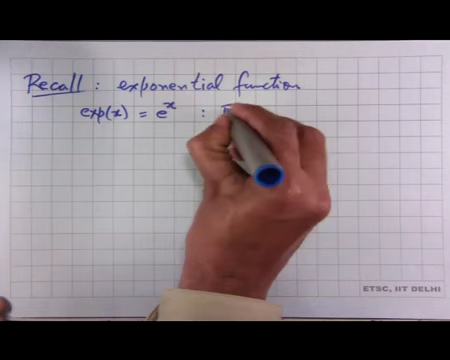 Recall : exponential function
exp(x) = e^x :
ETSC, IIT DELHI